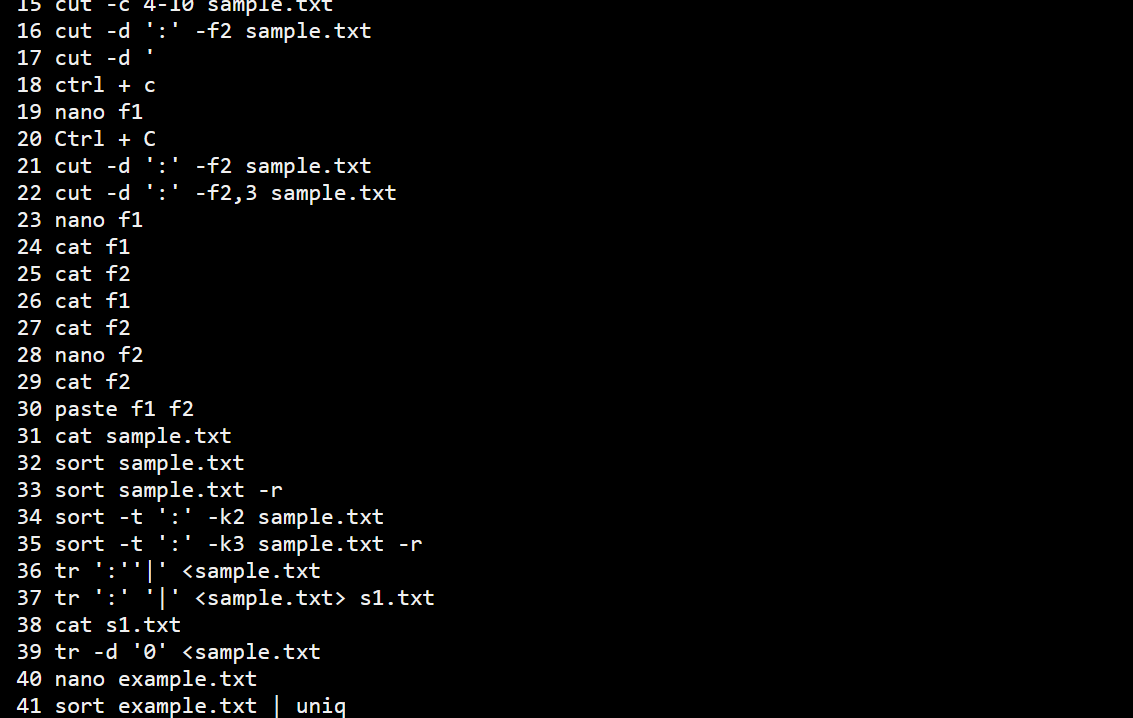 15 cut -c 4-10 sample.txt
16 cut -d ':' -f2 sample.txt
17 cut -d '
18 ctrl + c
19 nano f1
20 Ctrl + C
21 cut -d ':' -f2 sample.txt
22 cut -d ':' -f2,3 sample.txt
23 nano f1
24 cat f1
25 cat f2
26 cat f1
27 cat f2
28 nano f2
29 cat f2
30 paste f1 f2
31 cat sample.txt
32 sort sample.txt
33 sort sample.txt -r
34 sort -t ':' -k2 sample.txt
35 sort -t ':' -k3 sample.txt -r
36 tr ':''|' <sample.txt
37 tr ':' '|' <sample.txt> s1.txt
38 cat s1.txt
39 tr -d '0' <sample.txt
40 nano example.txt
41 sort example.txt | uniq